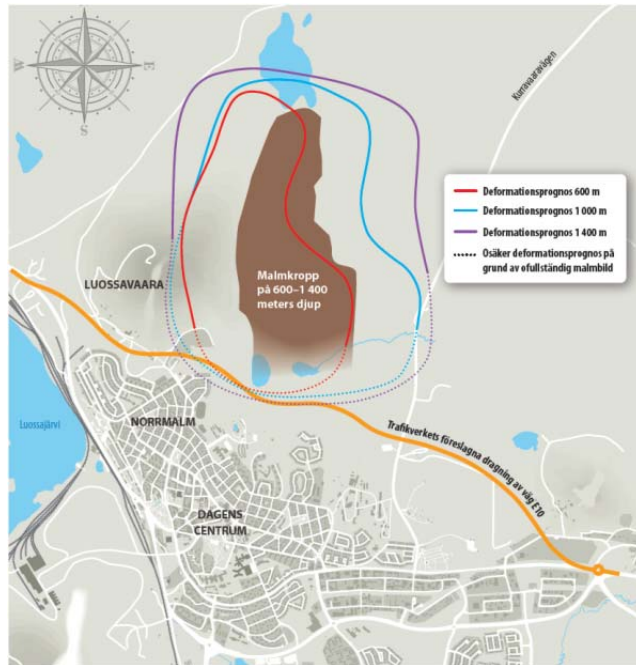 N
E
S
Kurravaaravägen
Deformationsprognos 600 m
Deformationsprognos 1 000 m
Deformationsprognos 1 400 m
Osäker deformationsprognos på
grund av ofullständig malmbild
Malmkropp
på 600–1 400
meters djup
LUOSSAVAARA
Luossajärvi
NORRMALM
Trafikverkets föreslagna dragning av väg E10
DAGENS
CENTRUM